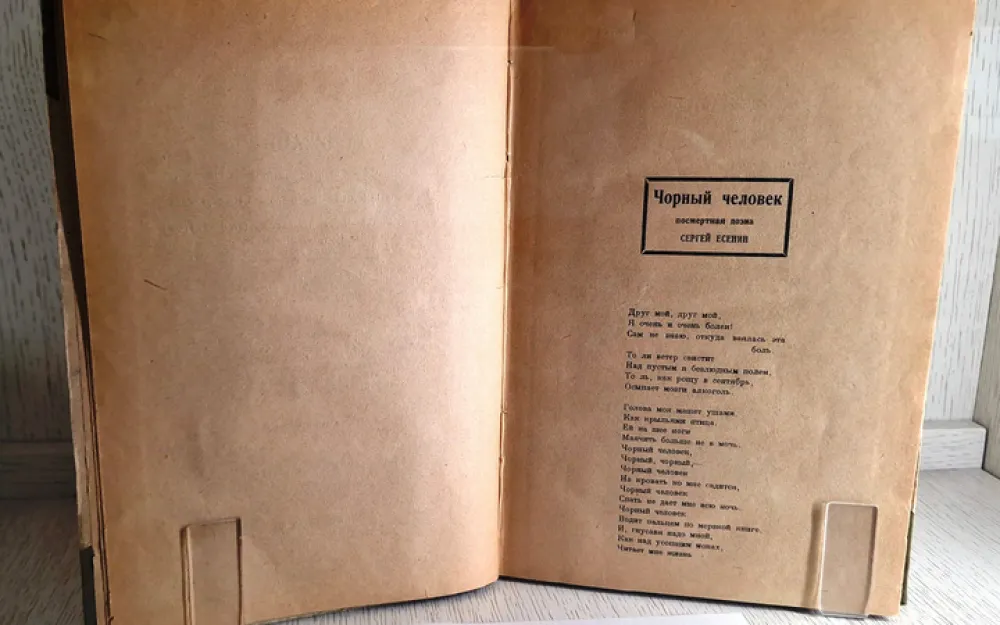 Чорный человек
посмертная поэма
СЕРГЕЙ ЕСЕНИН
Друг мой, друг мой,
Я очень и очень болен!
Сам не знаю, откуда взялась эта
боль.
То ли ветер свистит
Над пустым и безлюдным полем,
То ль, как рощу в сентябрь,
Осыпает мозги алкоголь.
Голова моя машет ушами,
Как крыльями птица.
Ей на шее ноги
Маячить больше не в мочь.
Чорный человек,
Чорный, чорный,—
Чорный человек
На кровать ко мне садится,
Чорный человек
Спать не дает мне всю ночь.
Чорный человек
Водит пальцем по мерзкой книге.
И, гнусавя надо мной,
Как над усопшим монах,
Читает мне жизнь